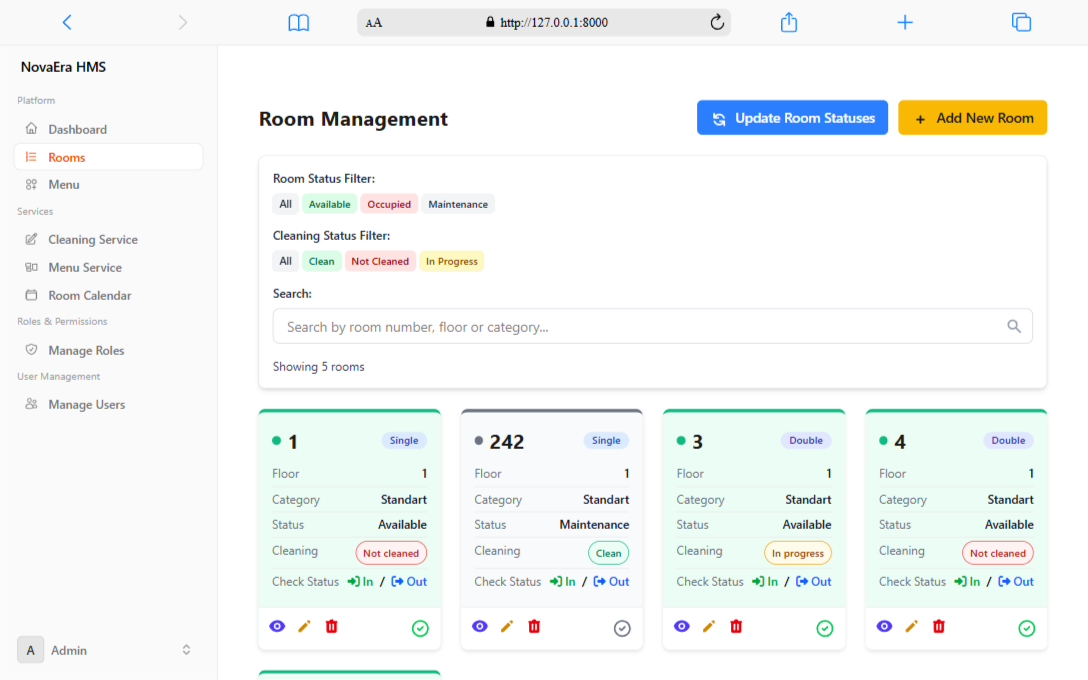 AA http://127.0.0.1:8000
NovaEra HMS
Platform
Dashboard
Rooms
Menu
Services
Cleaning Service
Menu Service
Room Calendar
Roles & Permissions
Manage Roles
User Management
Manage Users
A Admin
Room Management
Update Room Statuses
+ Add New Room
Room Status Filter:
All Available Occupied Maintenance
Cleaning Status Filter:
All Clean Not Cleaned In Progress
Search:
Search by room number, floor or category...
Showing 5 rooms
1 Single
Floor 1
Category Standart
Status Available
Cleaning Not cleaned
Check Status In / Out
242 Single
Floor 1
Category Standart
Status Maintenance
Cleaning Clean
Check Status In / Out
3 Double
Floor 1
Category Standart
Status Available
Cleaning In progress
Check Status In / Out
4 Double
Floor 1
Category Standart
Status Available
Cleaning Not cleaned
Check Status In / Out